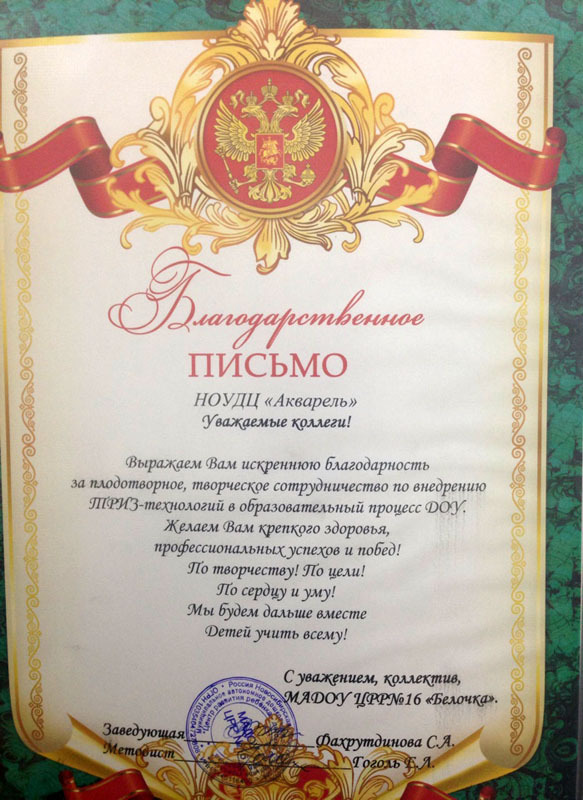 Благодарственное
ПИСЬМО
НОУДЦ «Акварель»
Уважаемые коллеги!
Выражаем Вам искреннюю благодарность
за плодотворное, творческое сотрудничество по внедрению
ТРИЗ-технологий в образовательный процесс ДОУ.
Желаем Вам крепкого здоровья,
профессиональных успехов и побед!
По творчеству! По цели!
По сердцу и уму!
Мы будем дальше вместе
Детей учить всему!
С уважением, коллектив,
МАДОУ ЦРР№16 «Белочка».
Заведующая Фахрутдинова С.А.
Методист Гоголь Е.А.